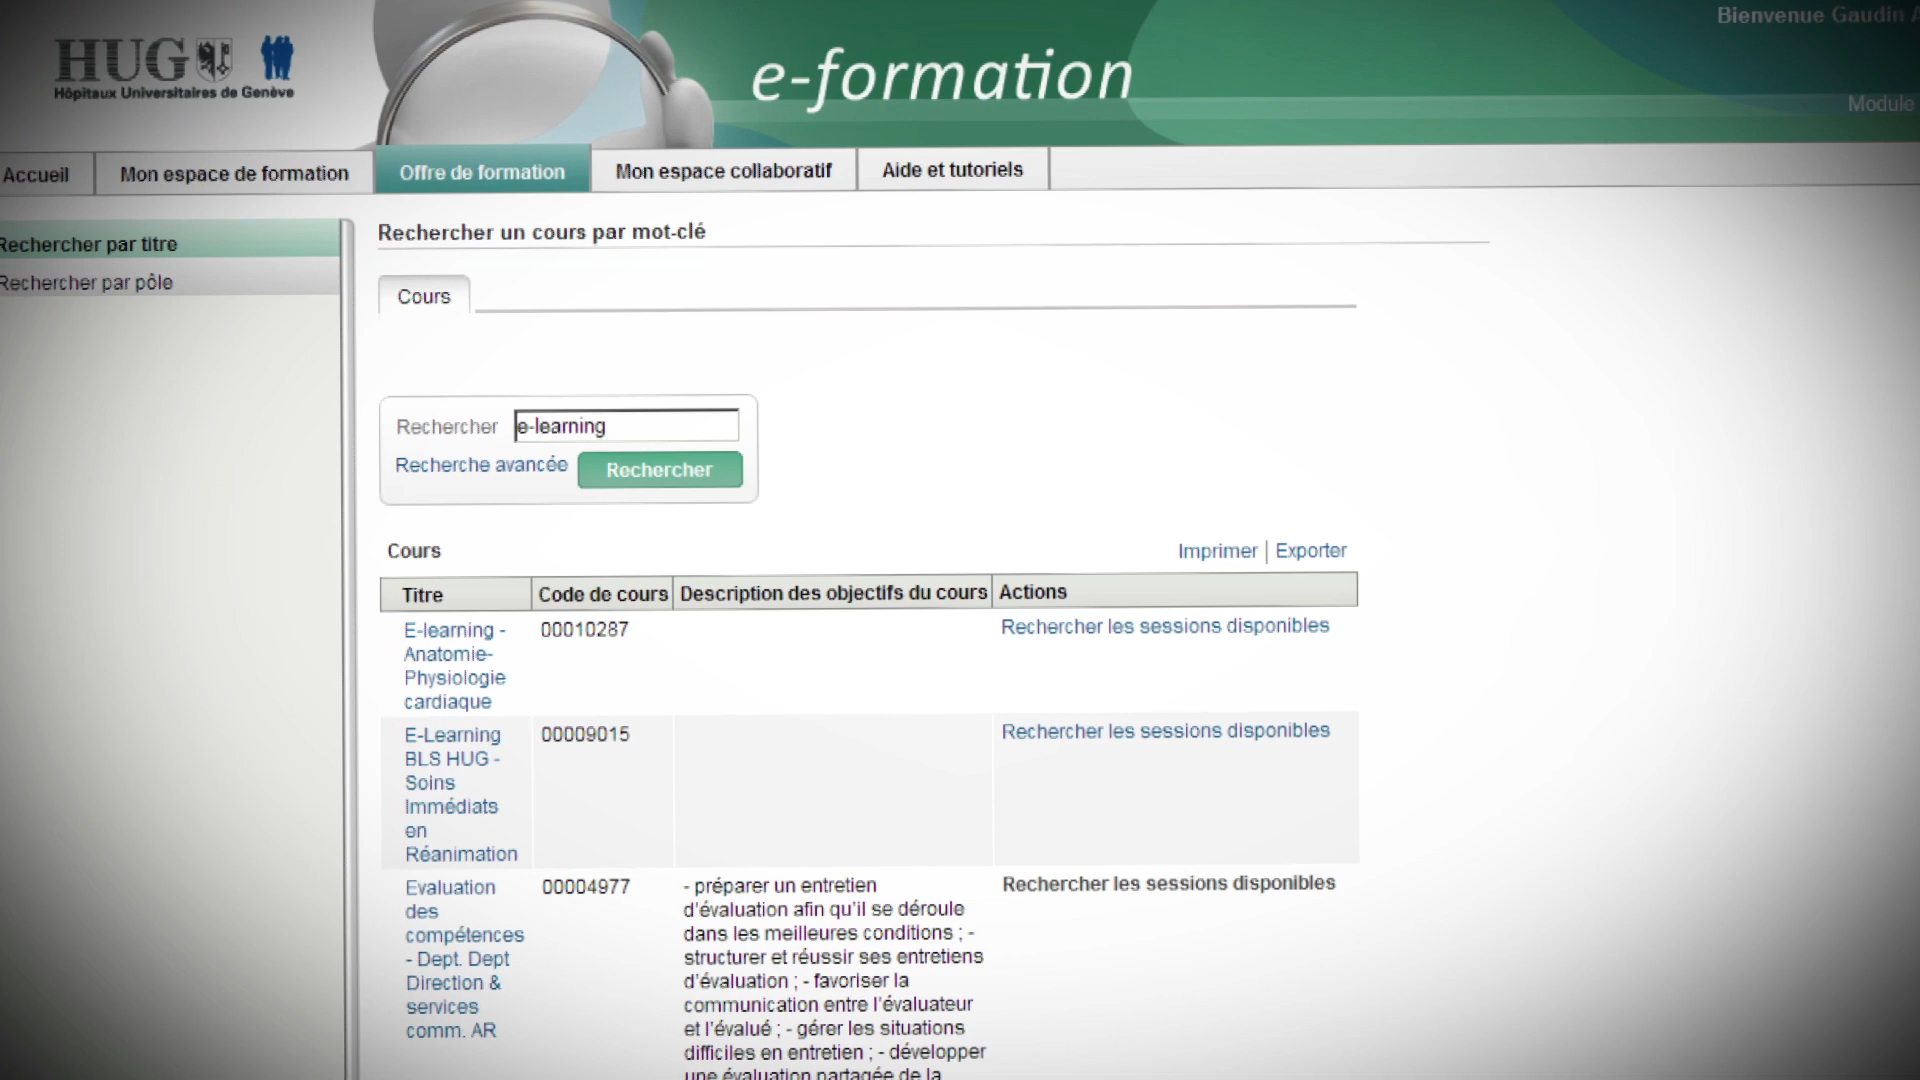 Bienvenue Gaudin A
HUG
Hôpitaux Universitaires de Genève
e-formation
Module
Accueil
Mon espace de formation
Offre de formation
Mon espace collaboratif
Aide et tutoriels
Rechercher par titre
Rechercher par pôle
Rechercher un cours par mot-clé
Cours
Rechercher
e-learning
Recherche avancée
Rechercher
Cours
Imprimer
Exporter
Titre
Code de cours
Description des objectifs du cours
Actions
E-learning -
Anatomie-
Physiologie
cardiaque
00010287
Rechercher les sessions disponibles
E-Learning
BLS HUG -
Soins
Immédiats
en
Réanimation
00009015
Rechercher les sessions disponibles
Evaluation
des
compétences
- Dept. Dept
Direction &
services
comm. AR
00004977
- préparer un entretien
d'évaluation afin qu'il se déroule
dans les meilleures conditions ; -
structurer et réussir ses entretiens
d'évaluation ; - favoriser la
communication entre l'évaluateur
et l'évalué ; - gérer les situations
difficiles en entretien ; - développer
une évaluation partagée de la
Rechercher les sessions disponibles